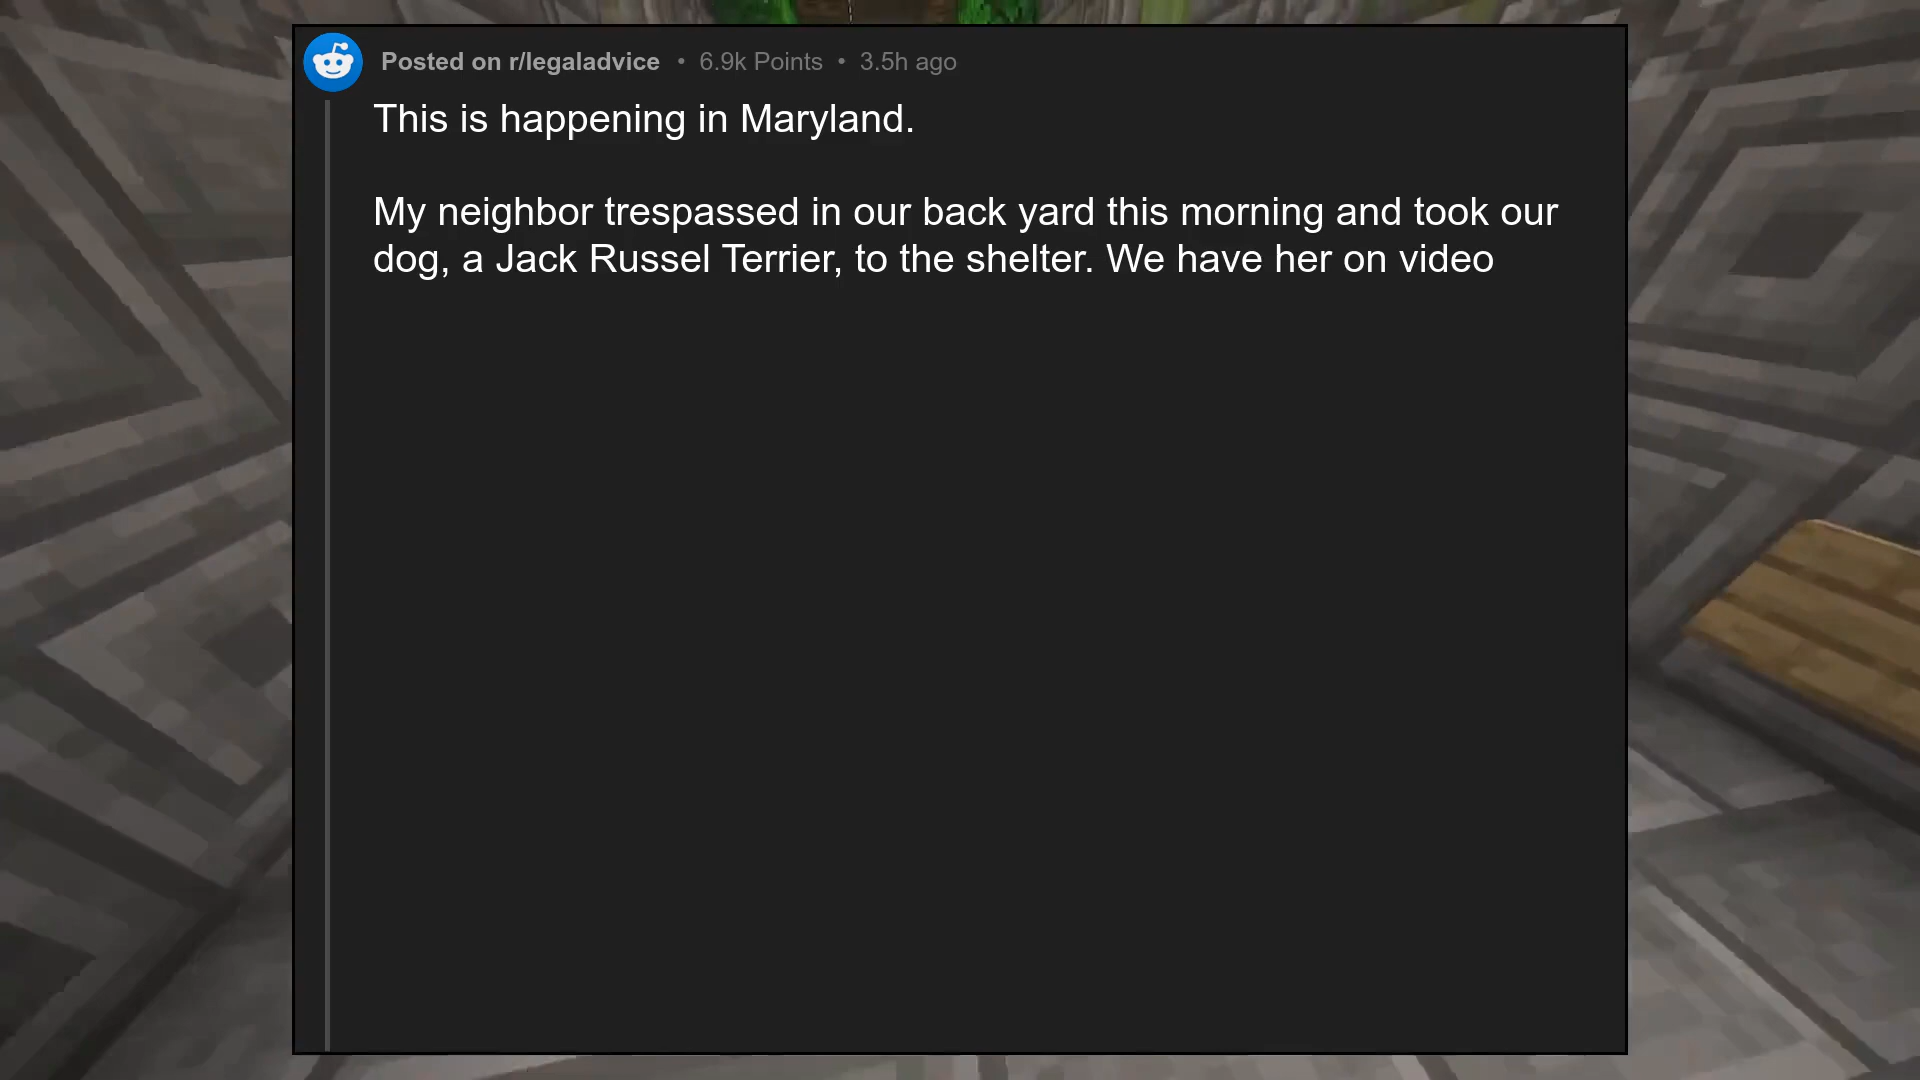 Posted on r/legaladvice • 6.9k Points • 3.5h ago
This is happening in Maryland.
My neighbor trespassed in our back yard this morning and took our
dog, a Jack Russel Terrier, to the shelter. We have her on video